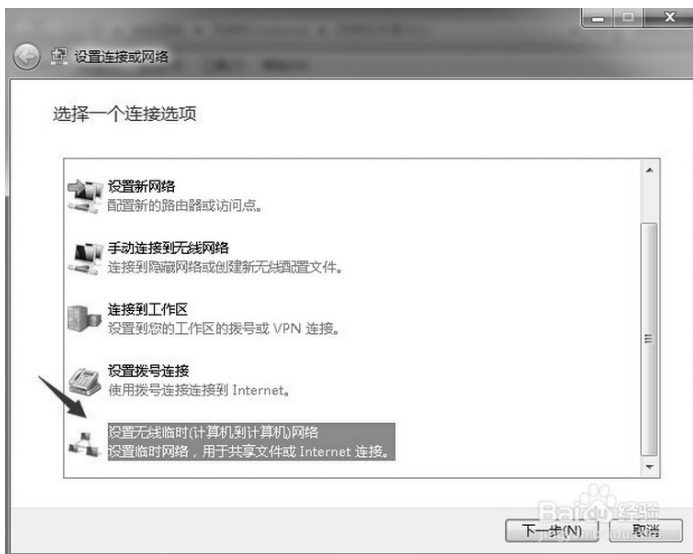 设置连接或网络
选择一个连接选项
设置新网络
配置新的路由器或访问点。
手动连接到无线网络
连接到隐藏网络或创建新无线配置文件。
连接到工作区
设置到您的工作区的拨号或 VPN 连接。
设置拨号连接
使用拨号连接连接到 Internet。
设置无线临时(计算机到计算机)网络
设置临时网络，用于共享文件或 Internet 连接。
Baidu 经验
下一步(N)
取消